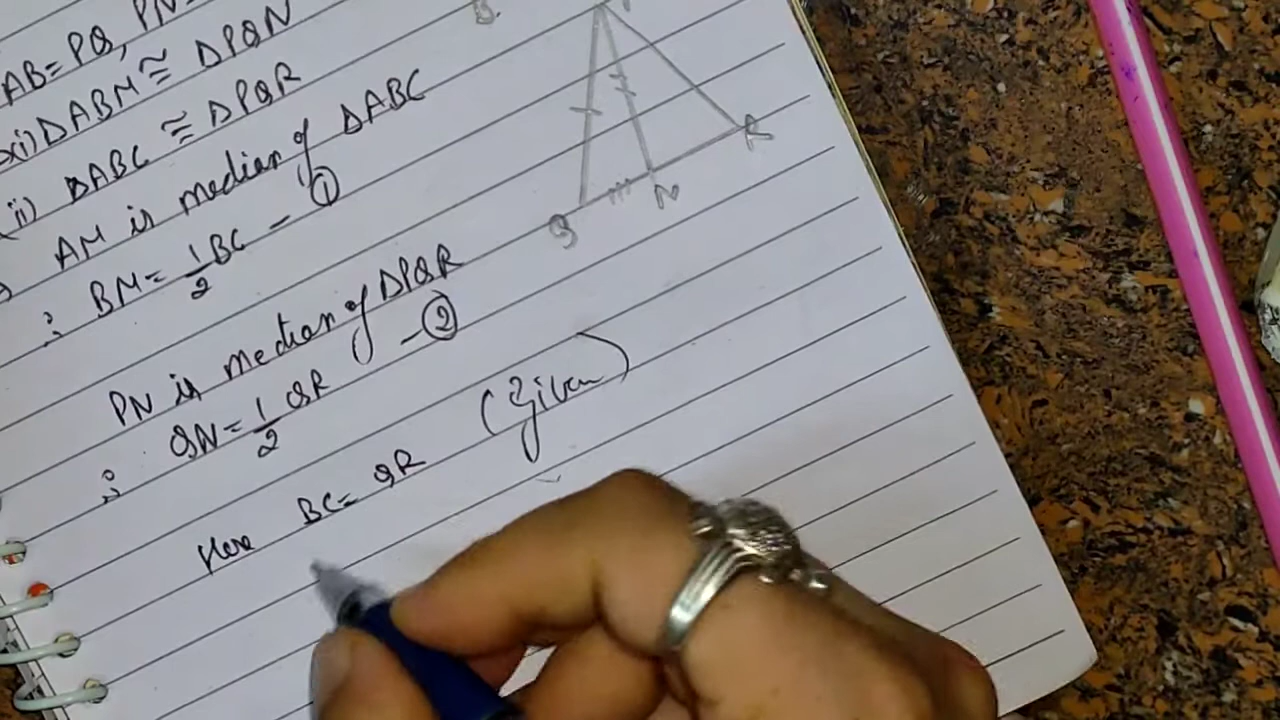 AB = PQ, PN =
(i) ΔABM ≅ ΔPQN
(ii) ΔABC ≅ ΔPQR
AM is median of ΔABC
∴ BM = 1/2 BC - ①
PN is median of ΔPQR
∴ QN = 1/2 QR - ②
Here BC = QR (Given)
R
N
Q